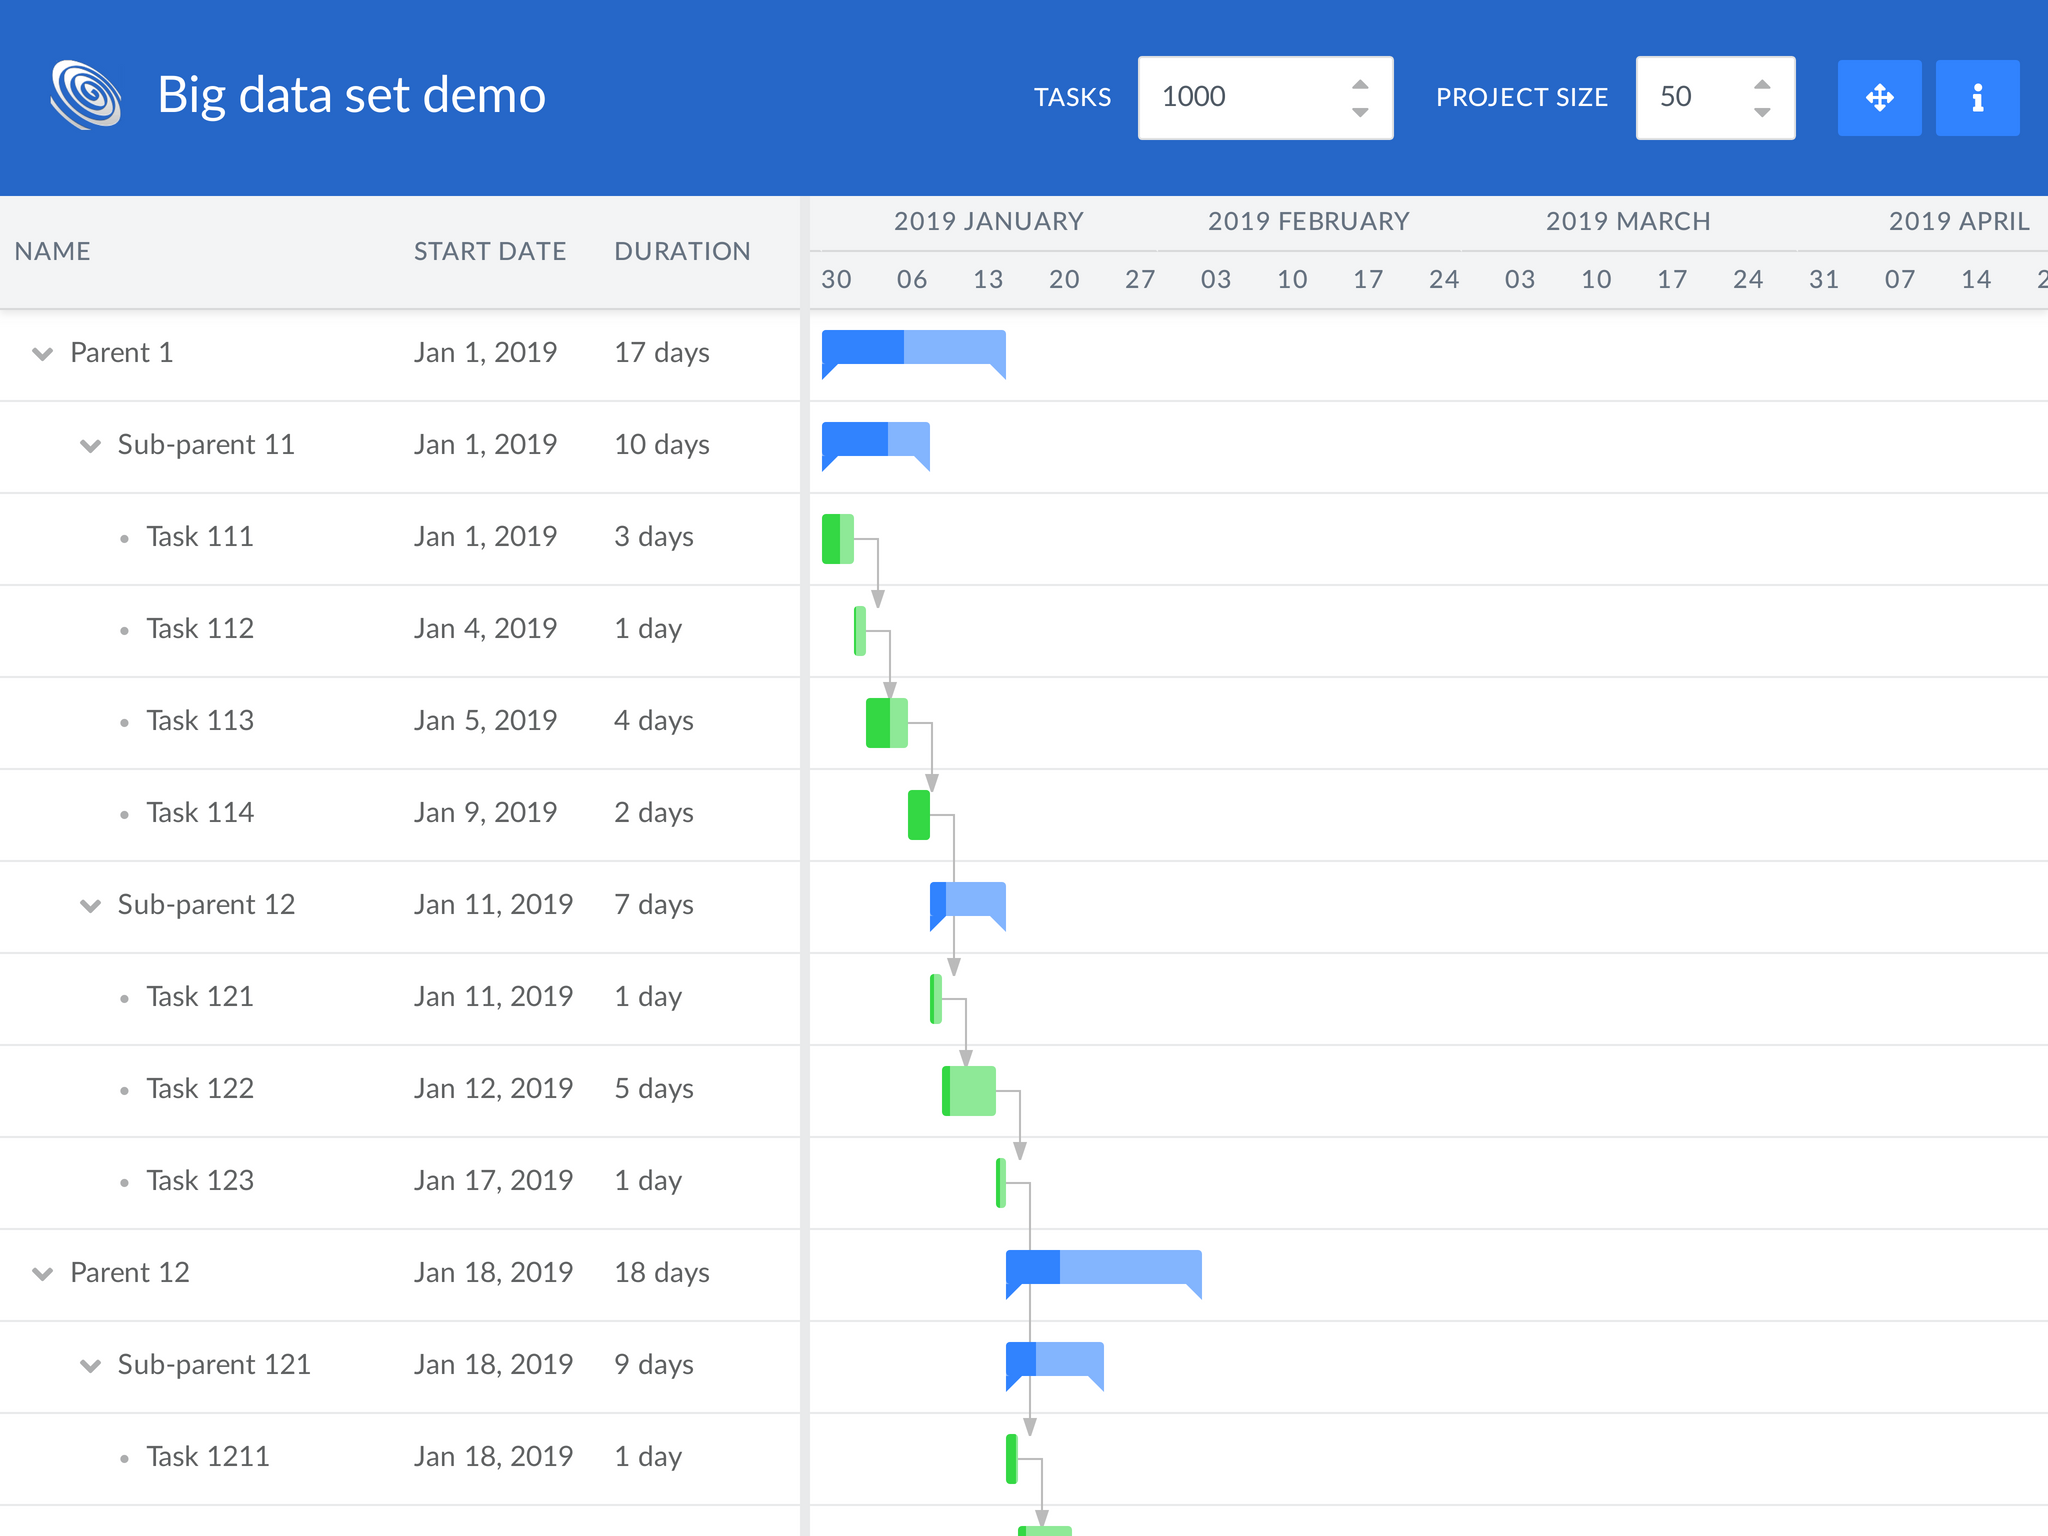 Big data set demo TASKS 1000 PROJECT SIZE 50
2019 JANUARY 2019 FEBRUARY 2019 MARCH 2019 APRIL
NAME START DATE DURATION
30 06 13 20 27 03 10 17 24 03 10 17 24 31 07 14
Parent 1 Jan 1, 2019 17 days
Sub-parent 11 Jan 1, 2019 10 days
Task 111 Jan 1, 2019 3 days
Task 112 Jan 4, 2019 1 day
Task 113 Jan 5, 2019 4 days
Task 114 Jan 9, 2019 2 days
Sub-parent 12 Jan 11, 2019 7 days
Task 121 Jan 11, 2019 1 day
Task 122 Jan 12, 2019 5 days
Task 123 Jan 17, 2019 1 day
Parent 12 Jan 18, 2019 18 days
Sub-parent 121 Jan 18, 2019 9 days
Task 1211 Jan 18, 2019 1 day